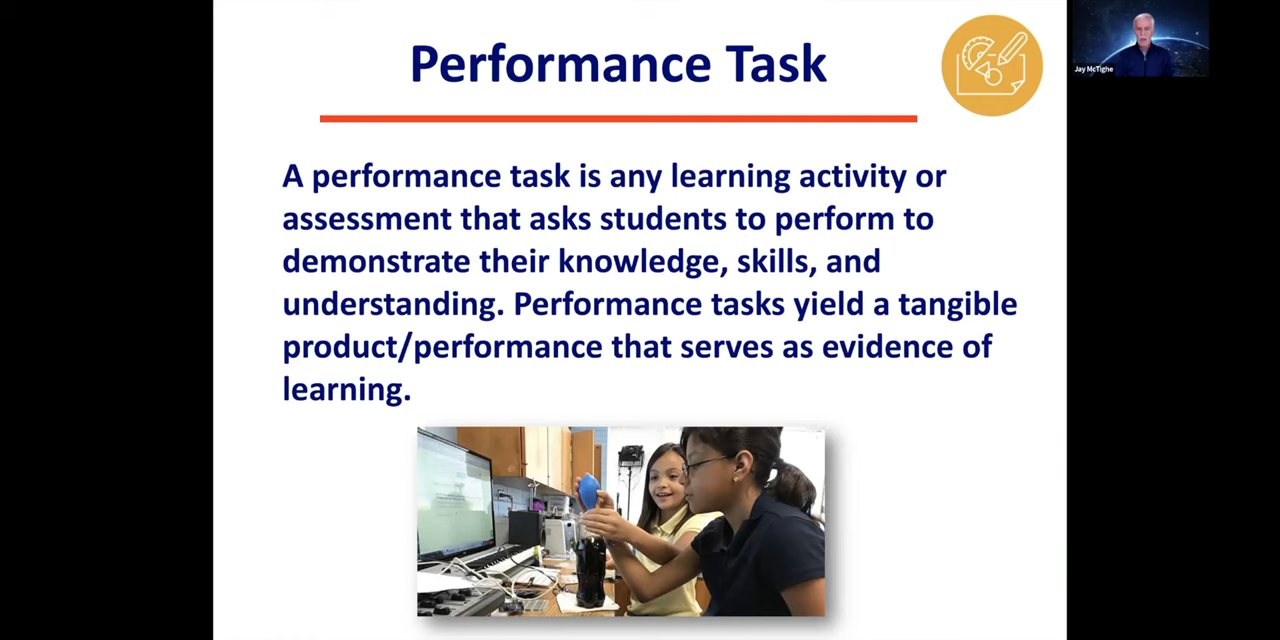 Performance Task
Jay McTighe
A performance task is any learning activity or
assessment that asks students to perform to
demonstrate their knowledge, skills, and
understanding. Performance tasks yield a tangible
product/performance that serves as evidence of
learning.